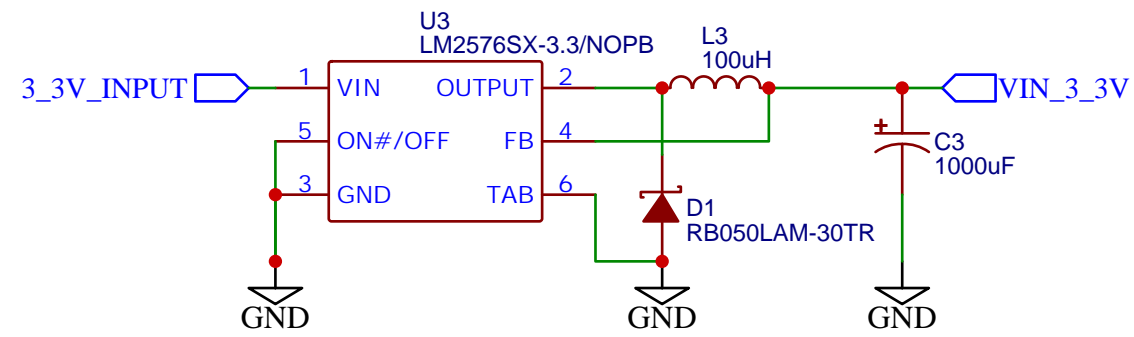 U3
LM2576SX-3.3/NOPB
L3
100uH
3_3V_INPUT
1
VIN
OUTPUT
2
VIN_3_3V
5
ON#/OFF
FB
4
+
C3
1000uF
3
GND
TAB
6
D1
RB050LAM-30TR
GND
GND
GND